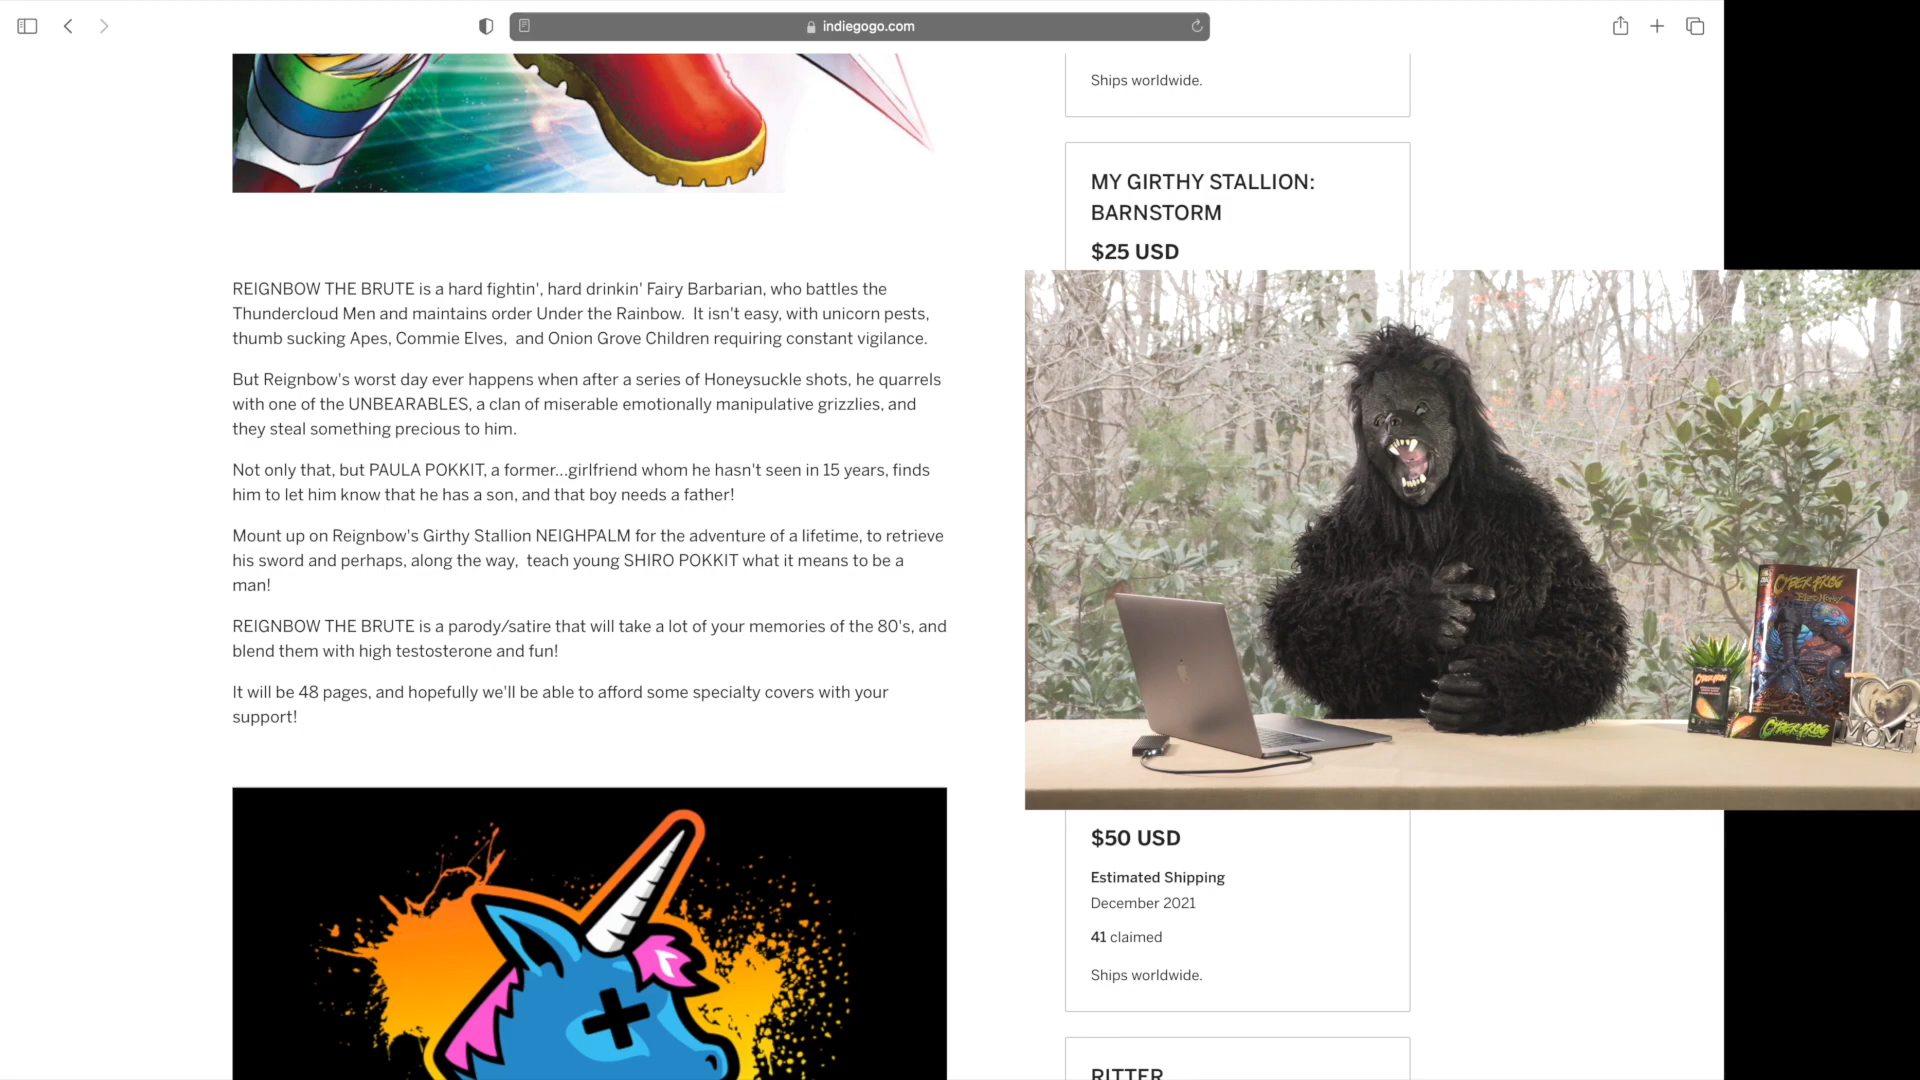 indiegogo.com
Ships worldwide.
MY GIRTHY STALLION:
BARNSTORM
$25 USD
REIGNBOW THE BRUTE is a hard fightin', hard drinkin' Fairy Barbarian, who battles the
Thundercloud Men and maintains order Under the Rainbow.  It isn't easy, with unicorn pests,
thumb sucking Apes, Commie Elves,  and Onion Grove Children requiring constant vigilance.
But Reignbow's worst day ever happens when after a series of Honeysuckle shots, he quarrels
with one of the UNBEARABLES, a clan of miserable emotionally manipulative grizzlies, and
they steal something precious to him.
Not only that, but PAULA POKKIT, a former...girlfriend whom he hasn't seen in 15 years, finds
him to let him know that he has a son, and that boy needs a father!
Mount up on Reignbow's Girthy Stallion NEIGHPALM for the adventure of a lifetime, to retrieve
his sword and perhaps, along the way,  teach young SHIRO POKKIT what it means to be a
man!
REIGNBOW THE BRUTE is a parody/satire that will take a lot of your memories of the 80's, and
blend them with high testosterone and fun!
It will be 48 pages, and hopefully we'll be able to afford some specialty covers with your
support!
CYBERFROG
CYBERFROG
CYBERFROG
MOM
$50 USD
Estimated Shipping
December 2021
41 claimed
Ships worldwide.
RITTER